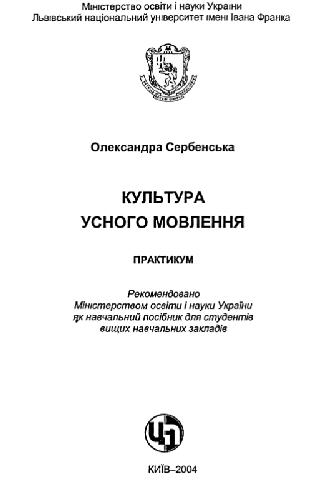 Міністерство освіти і науки України
Львівський національний університет імені Івана Франка
Олександра Сербенська
КУЛЬТУРА
УСНОГО МОВЛЕННЯ
ПРАКТИКУМ
Рекомендовано
Міністерством освіти і науки України
як навчальний посібник для студентів
вищих навчальних закладів
КИЇВ–2004